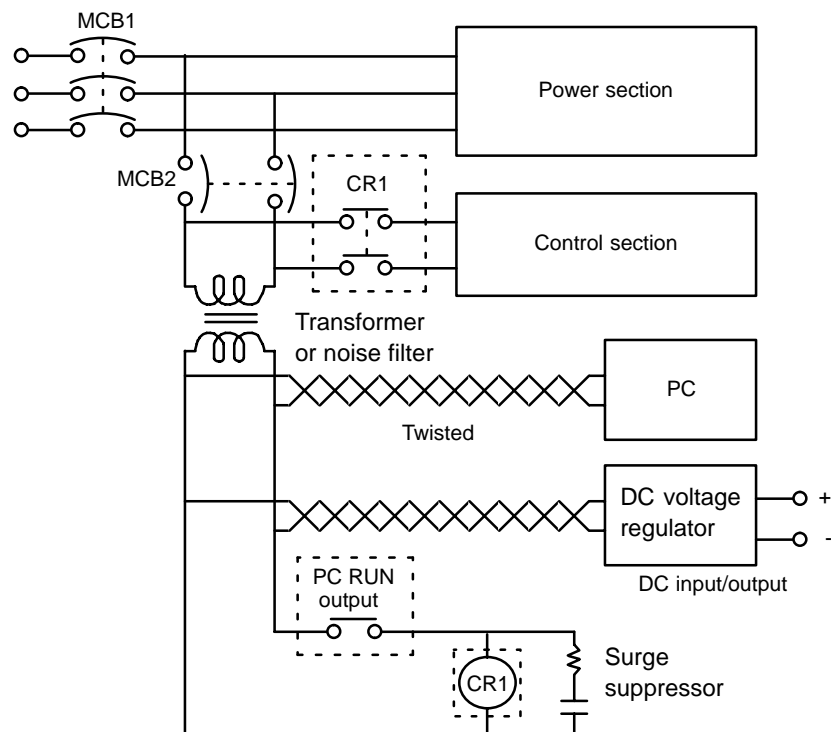 MCB1
Power section
MCB2
CR1
Control section
Transformer
or noise filter
PC
Twisted
DC voltage
regulator
+
-
DC input/output
PC RUN
output
CR1
Surge
suppressor